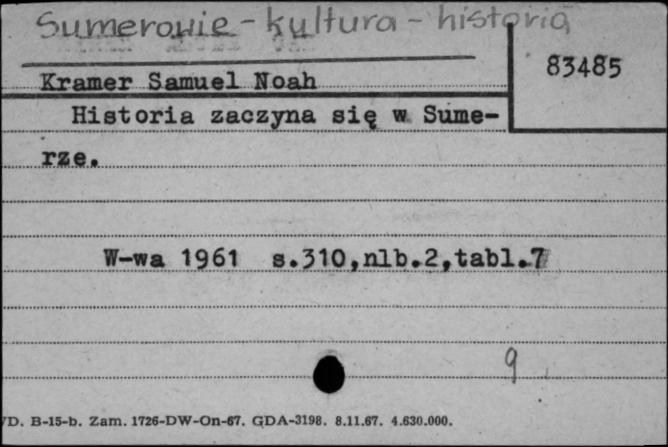 Sumerowie - kultura - historia
83485
Kramer Samuel Noah
Historia zaczyna się w Sume-
rze.
W-wa 1961 s.310,nlb.2,tabl.7
9
D. B-15-b. Zam. 1726-DW-On-67. GDA-3198. 8.11.67. 4.630.000.